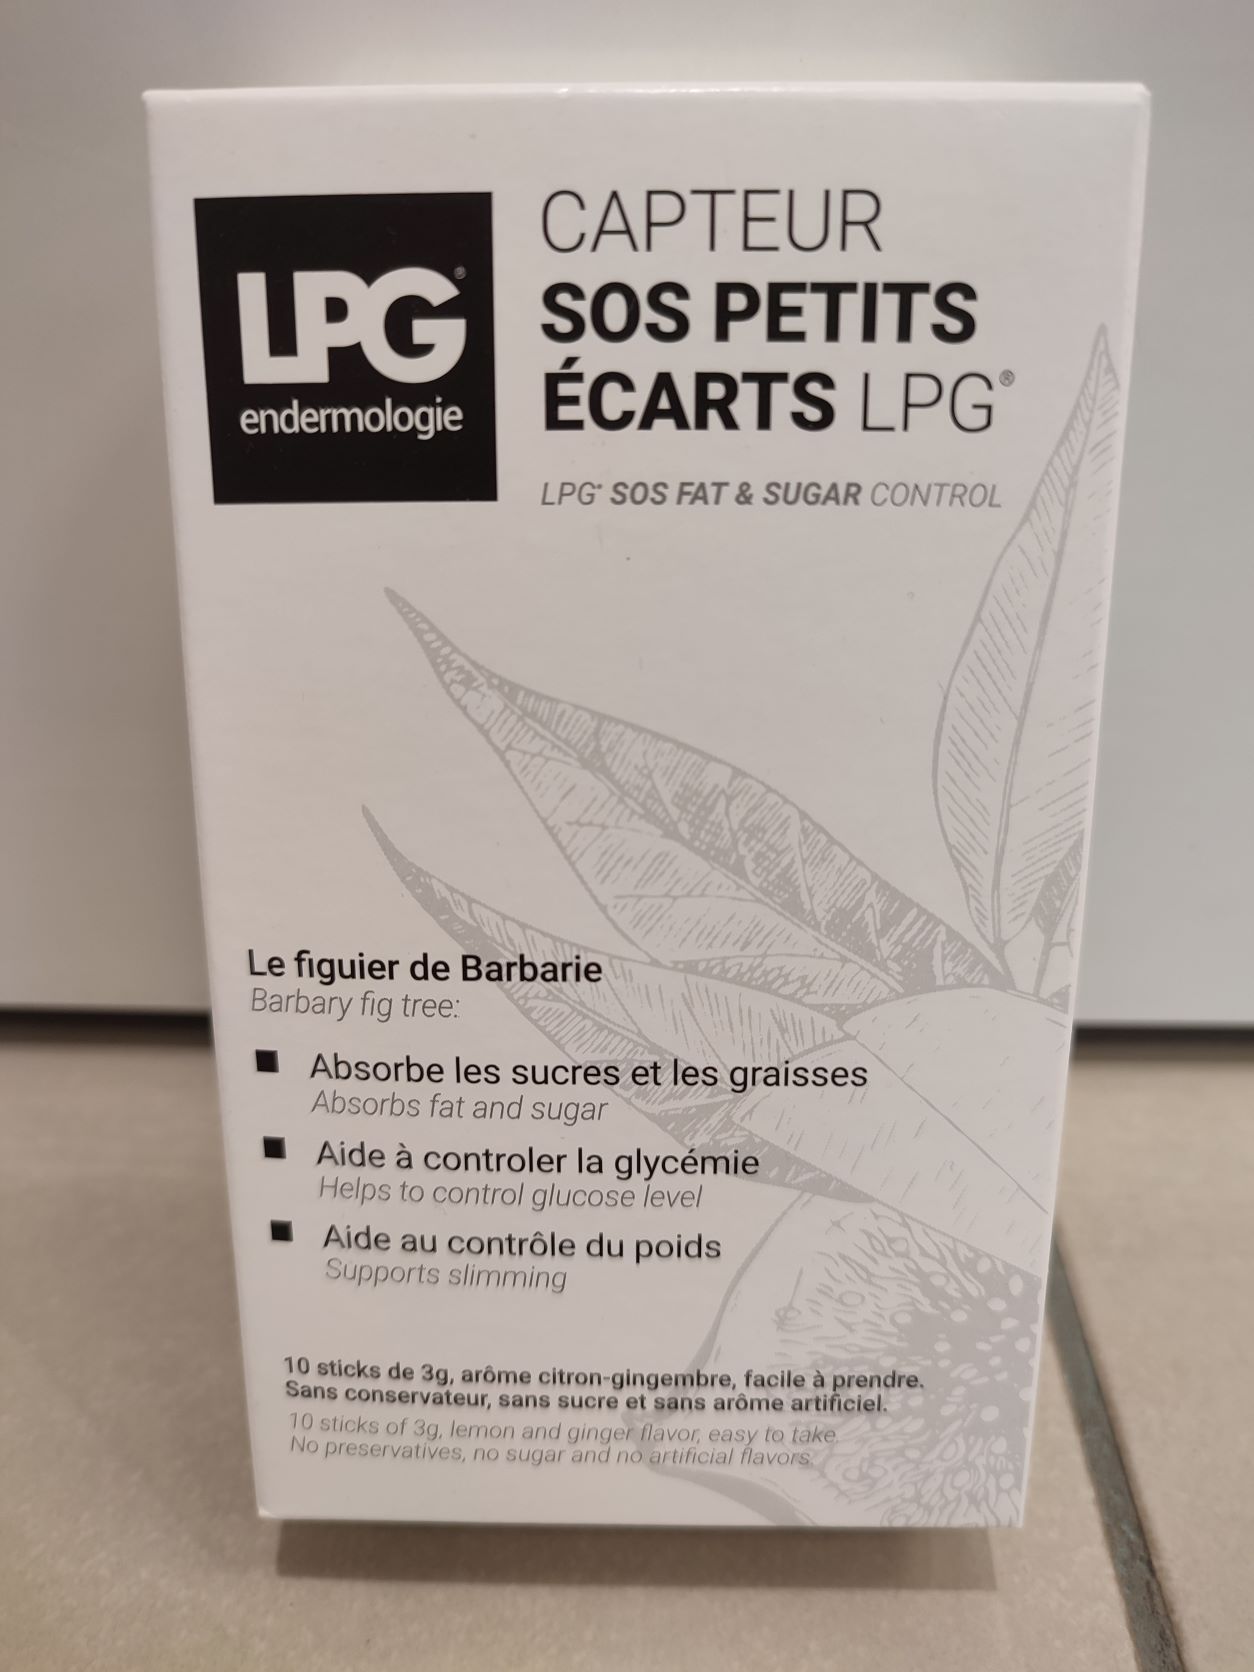 LPG®
endermologie
CAPTEUR
SOS PETITS
ÉCARTS LPG®
LPG® SOS FAT & SUGAR CONTROL
Le figuier de Barbarie
Barbary fig tree:
■ Absorbe les sucres et les graisses
Absorbs fat and sugar
■ Aide à controler la glycémie
Helps to control glucose level
■ Aide au contrôle du poids
Supports slimming
10 sticks de 3g, arôme citron-gingembre, facile à prendre.
Sans conservateur, sans sucre et sans arôme artificiel.
10 sticks of 3g, lemon and ginger flavor, easy to take.
No preservatives, no sugar and no artificial flavors.